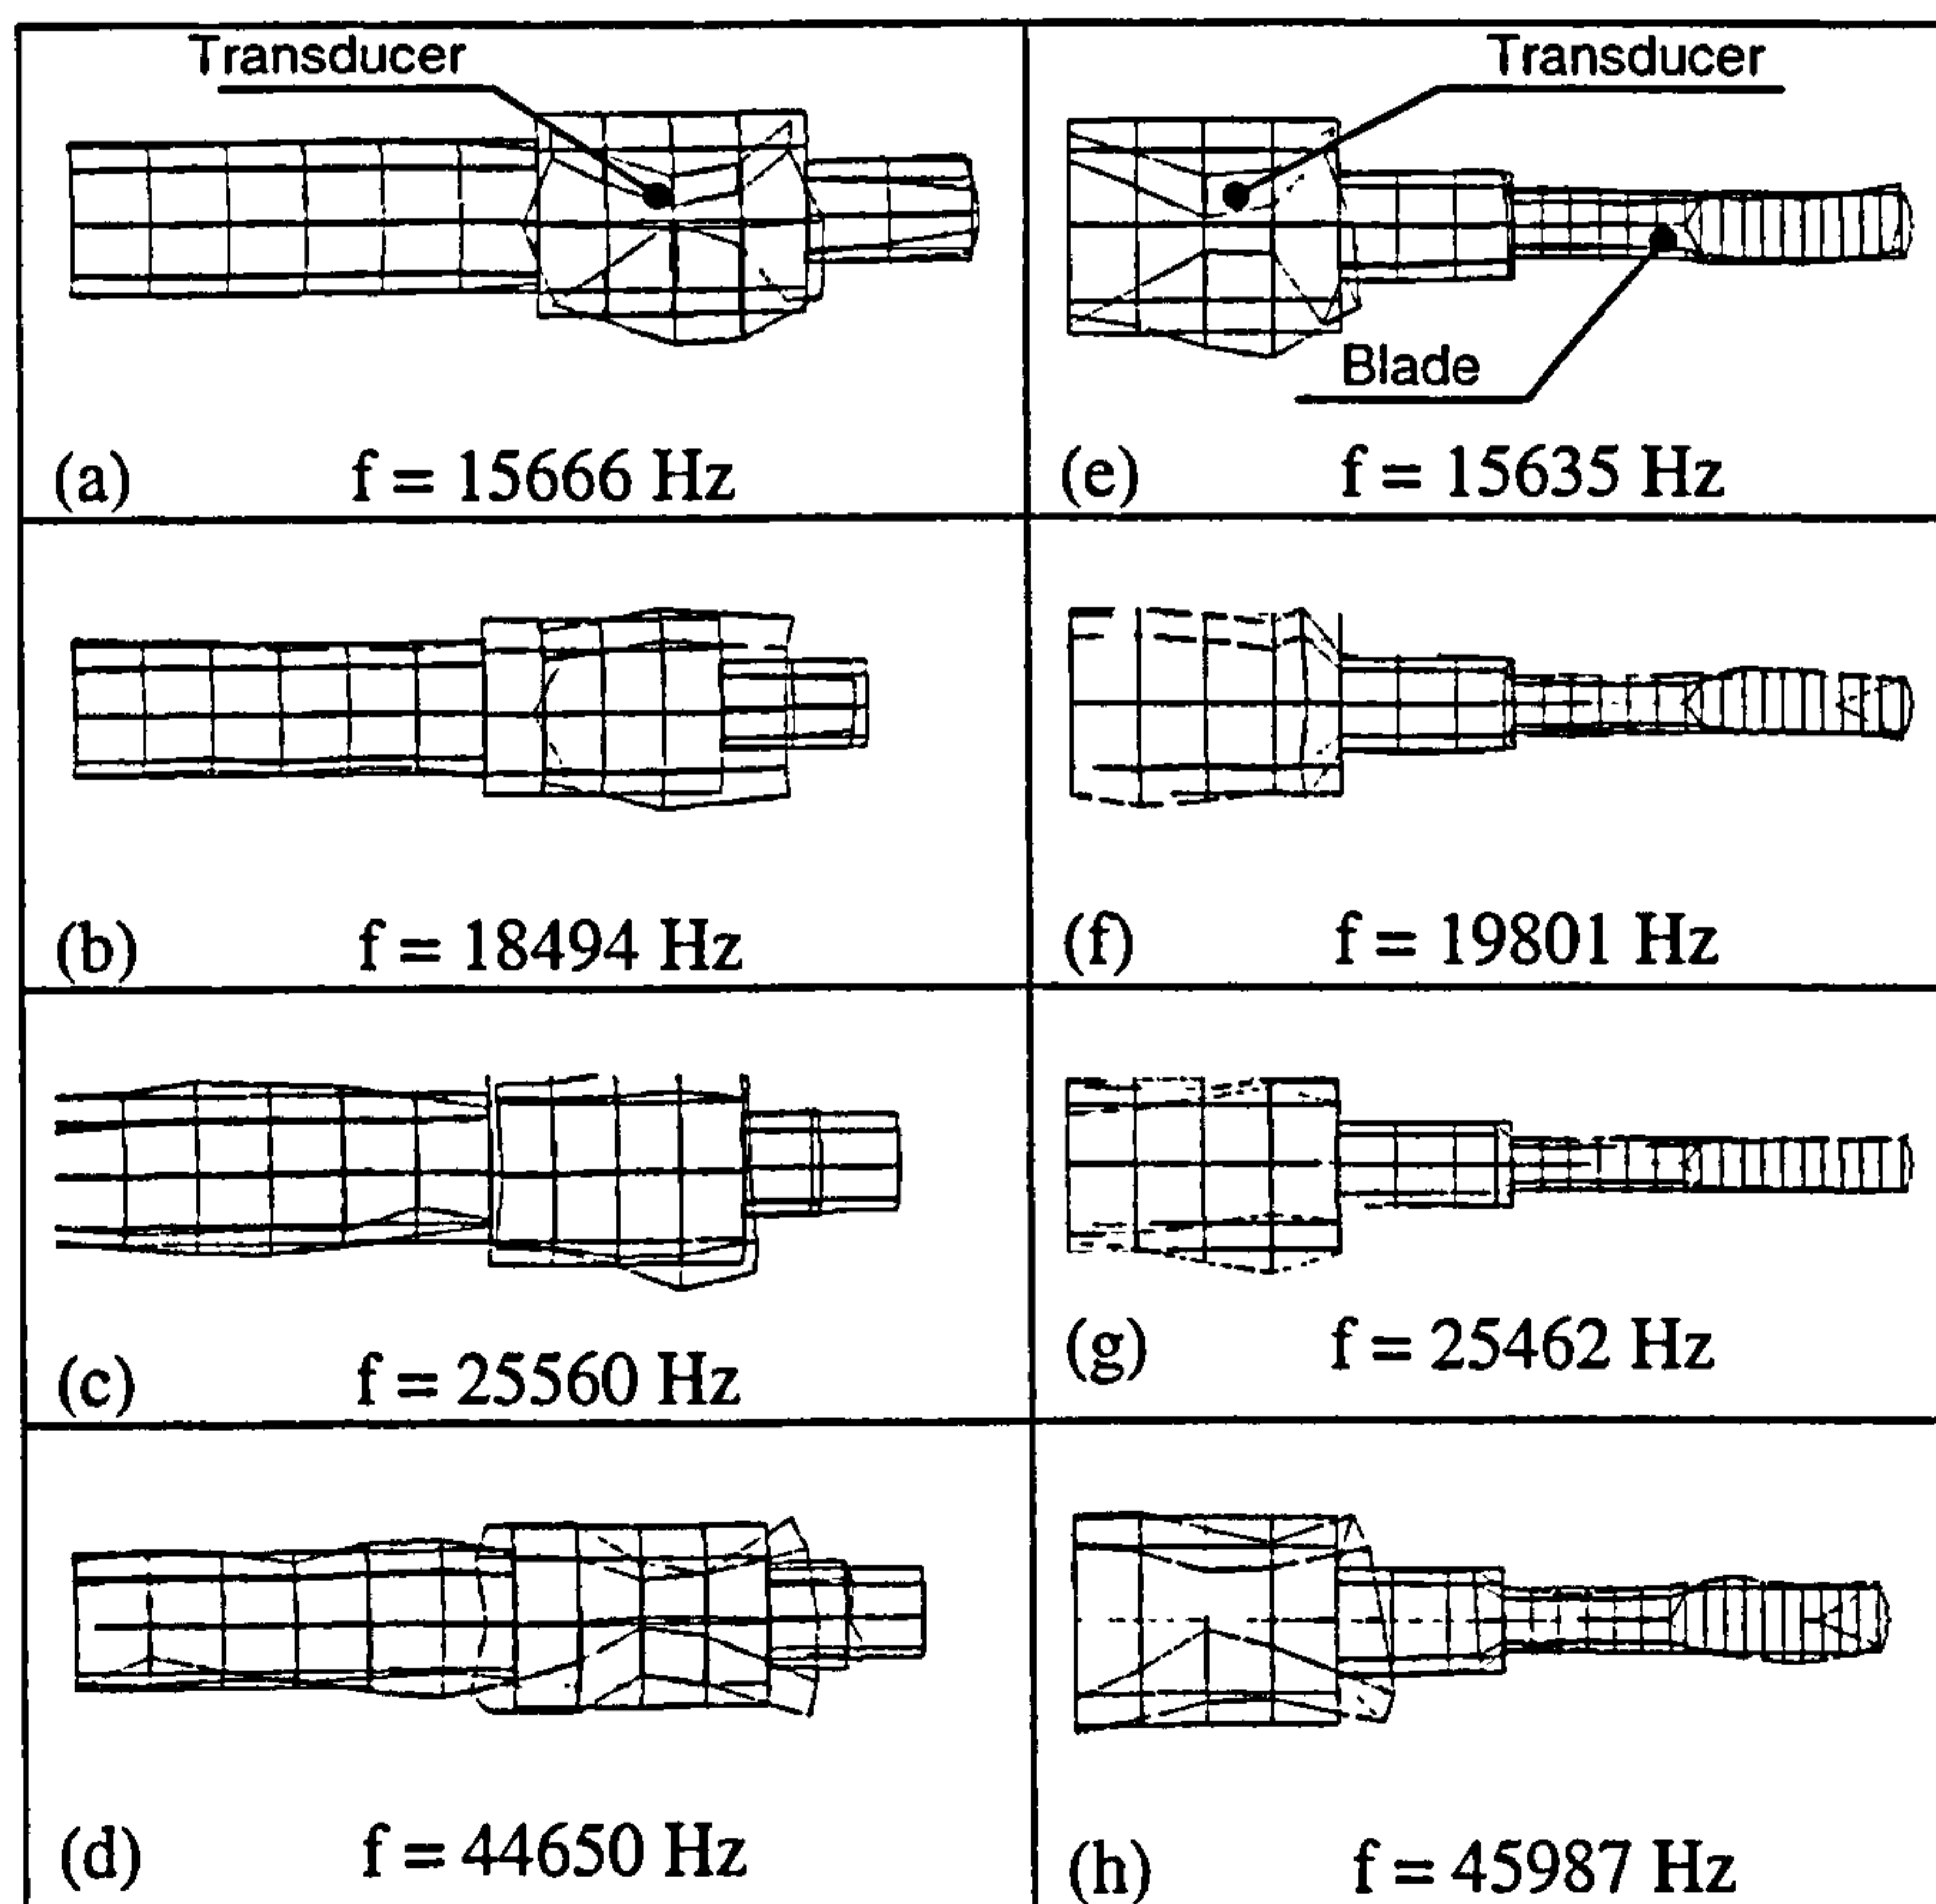 Transducer
Transducer
Blade
(a) f = 15666 Hz
(e) f = 15635 Hz
(b) f = 18494 Hz
(f) f = 19801 Hz
(c) f = 25560 Hz
(g) f = 25462 Hz
(d) f = 44650 Hz
(h) f = 45987 Hz